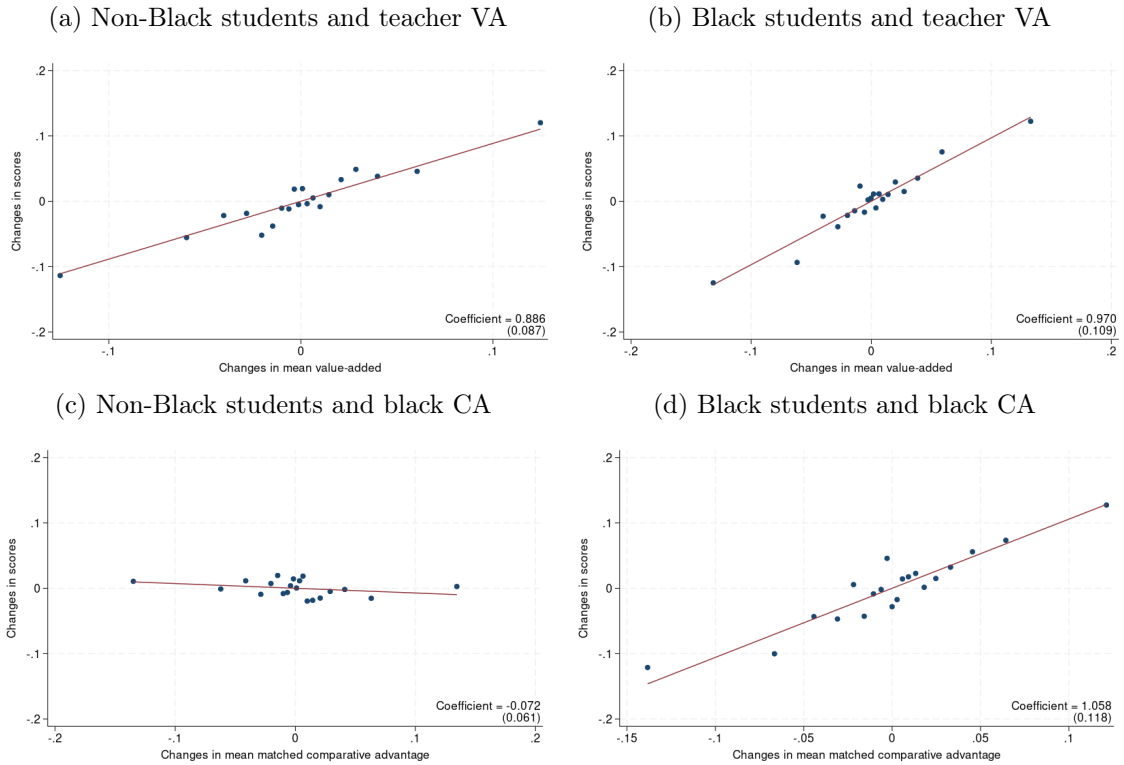 (a) Non-Black students and teacher VA
.2
.1
0
-.1
-.2
Changes in scores
-.1
0
.1
Changes in mean value-added
Coefficient = 0.886
(0.087)
(b) Black students and teacher VA
.2
.1
0
-.1
-.2
Changes in scores
-.2
-.1
0
.1
.2
Changes in mean value-added
Coefficient = 0.970
(0.109)
(c) Non-Black students and black CA
.2
.1
0
-.1
-.2
Changes in scores
-.2
-.1
0
.1
.2
Changes in mean matched comparative advantage
Coefficient = -0.072
(0.061)
(d) Black students and black CA
.2
.1
0
-.1
-.2
Changes in scores
-.15
-.1
-.05
0
.05
.1
Changes in mean matched comparative advantage
Coefficient = 1.058
(0.118)